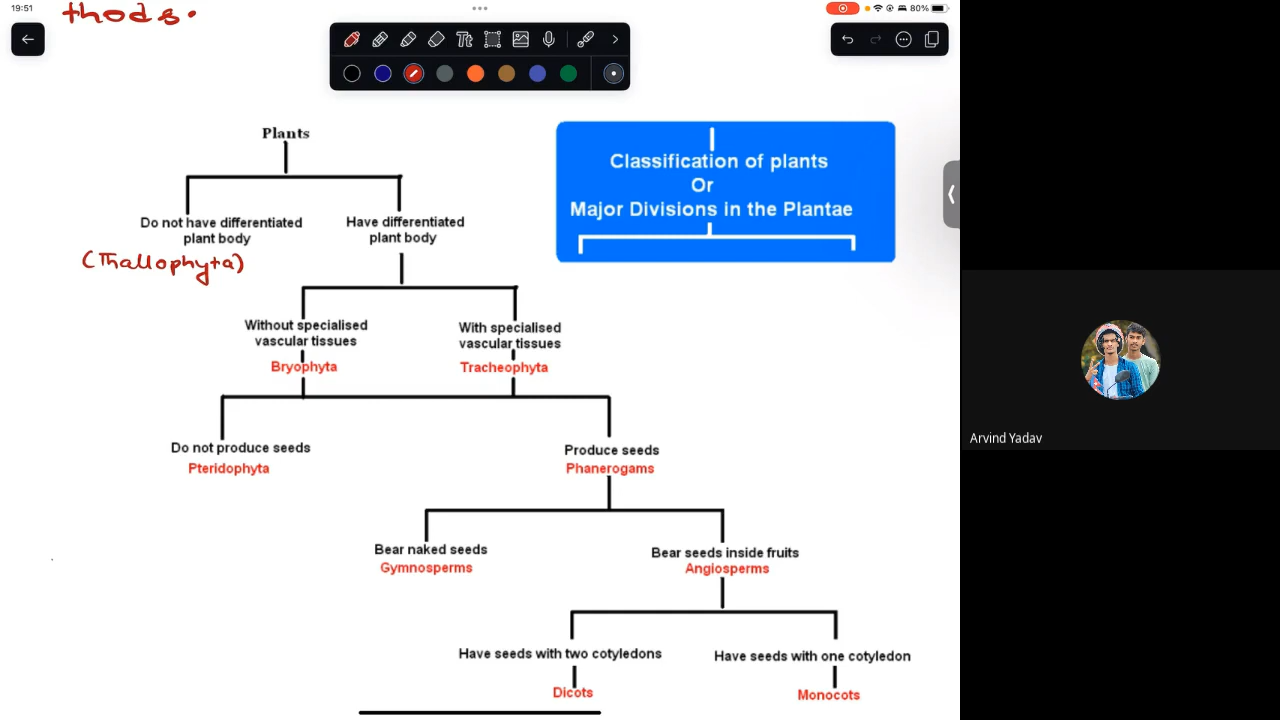 19:51
thods.
80%
Tt
Plants
Classification of plants
Or
Major Divisions in the Plantae
Do not have differentiated
plant body
Have differentiated
plant body
(Thallophyta)
Without specialised
vascular tissues
Bryophyta
With specialised
vascular tissues
Tracheophyta
Do not produce seeds
Pteridophyta
Produce seeds
Phanerogams
Bear naked seeds
Gymnosperms
Bear seeds inside fruits
Angiosperms
Have seeds with two cotyledons
Dicots
Have seeds with one cotyledon
Monocots
Arvind Yadav